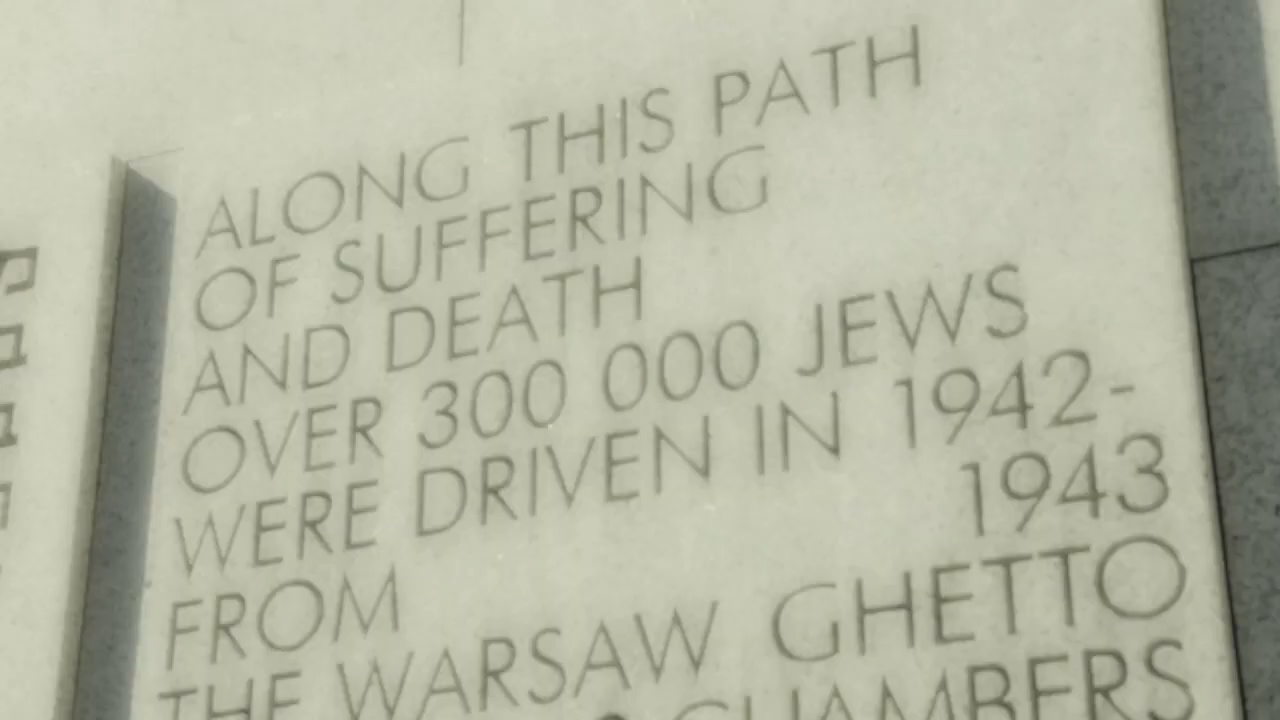 ALONG THIS PATH
OF SUFFERING
AND DEATH
OVER 300 000 JEWS
WERE DRIVEN IN 1942-
1943
FROM
THE WARSAW GHETTO
CHAMBERS